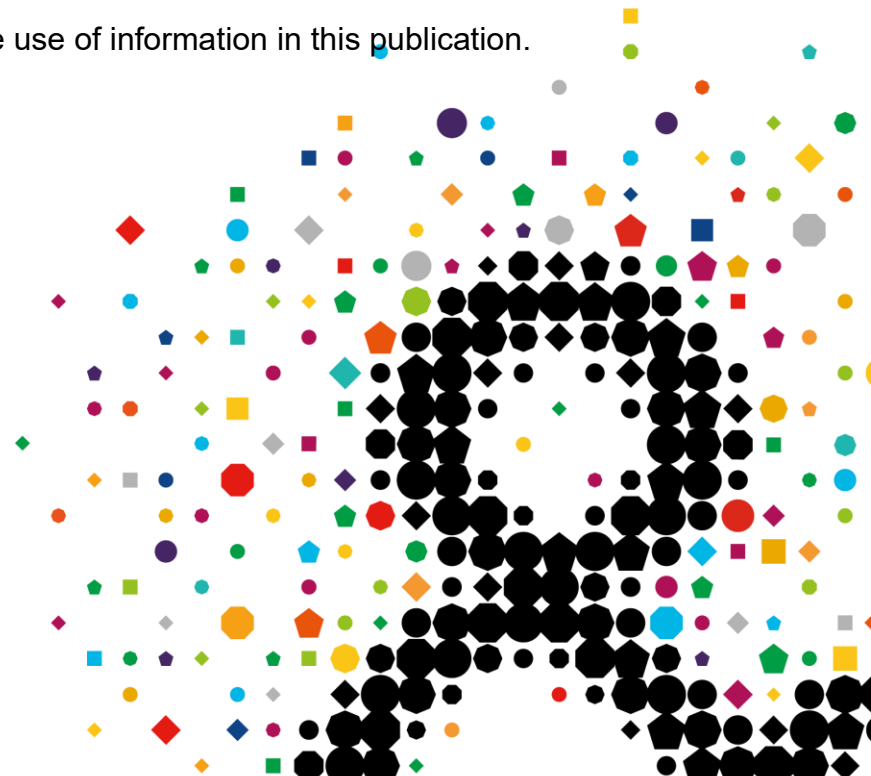 e use of information in this publication.